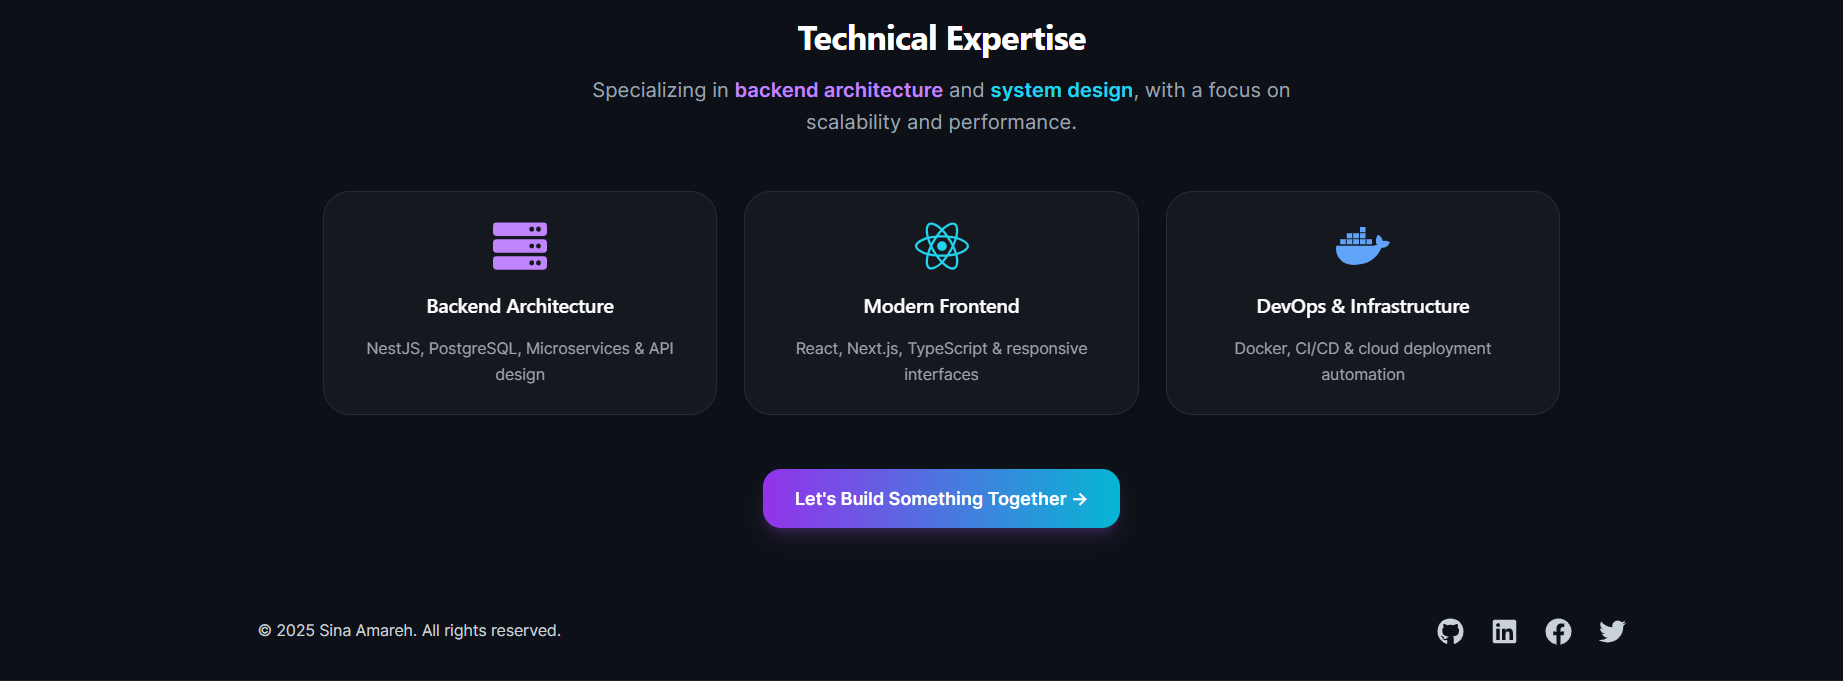 Technical Expertise
Specializing in backend architecture and system design, with a focus on
scalability and performance.
Backend Architecture
NestJS, PostgreSQL, Microservices & API
design
Modern Frontend
React, Next.js, TypeScript & responsive
interfaces
DevOps & Infrastructure
Docker, CI/CD & cloud deployment
automation
Let's Build Something Together →
© 2025 Sina Amareh. All rights reserved.